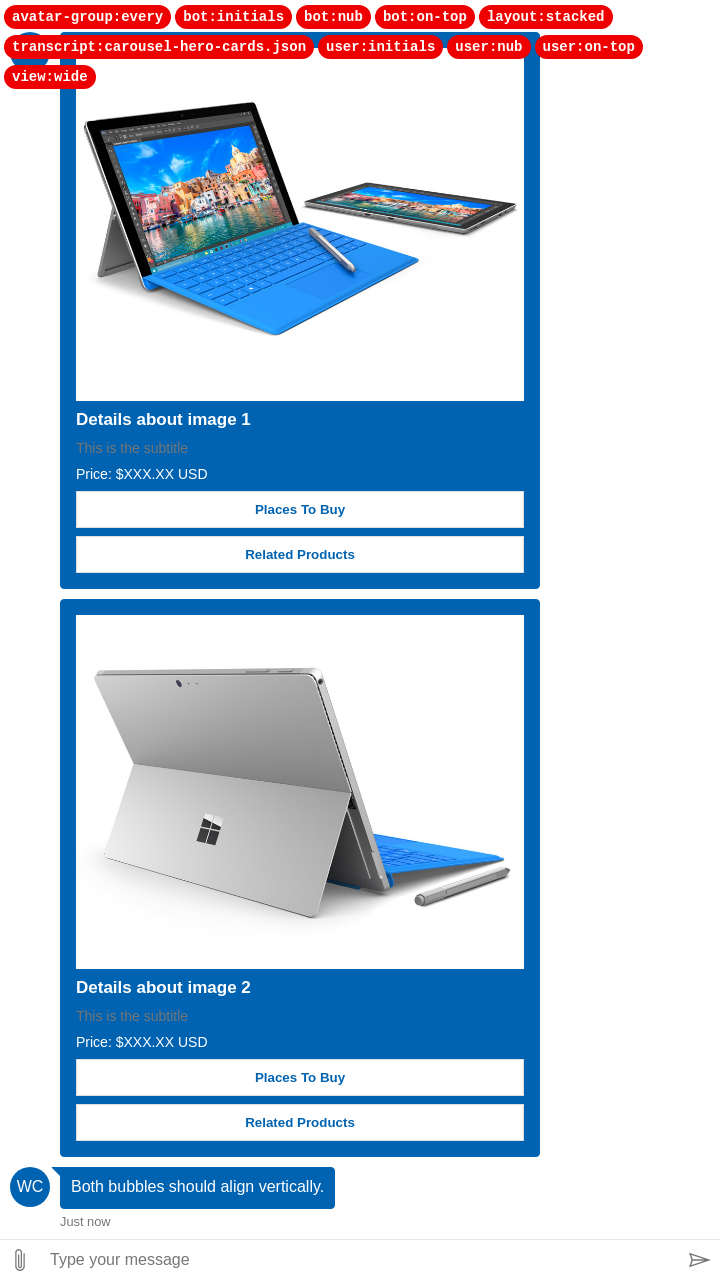 avatar-group:every bot:initials bot:nub bot:on-top layout:stacked
transcript:carousel-hero-cards.json user:initials user:nub user:on-top
view:wide
Details about image 1
This is the subtitle
Price: $XXX.XX USD
Places To Buy
Related Products
Details about image 2
This is the subtitle
Price: $XXX.XX USD
Places To Buy
Related Products
WC Both bubbles should align vertically.
Just now
Type your message